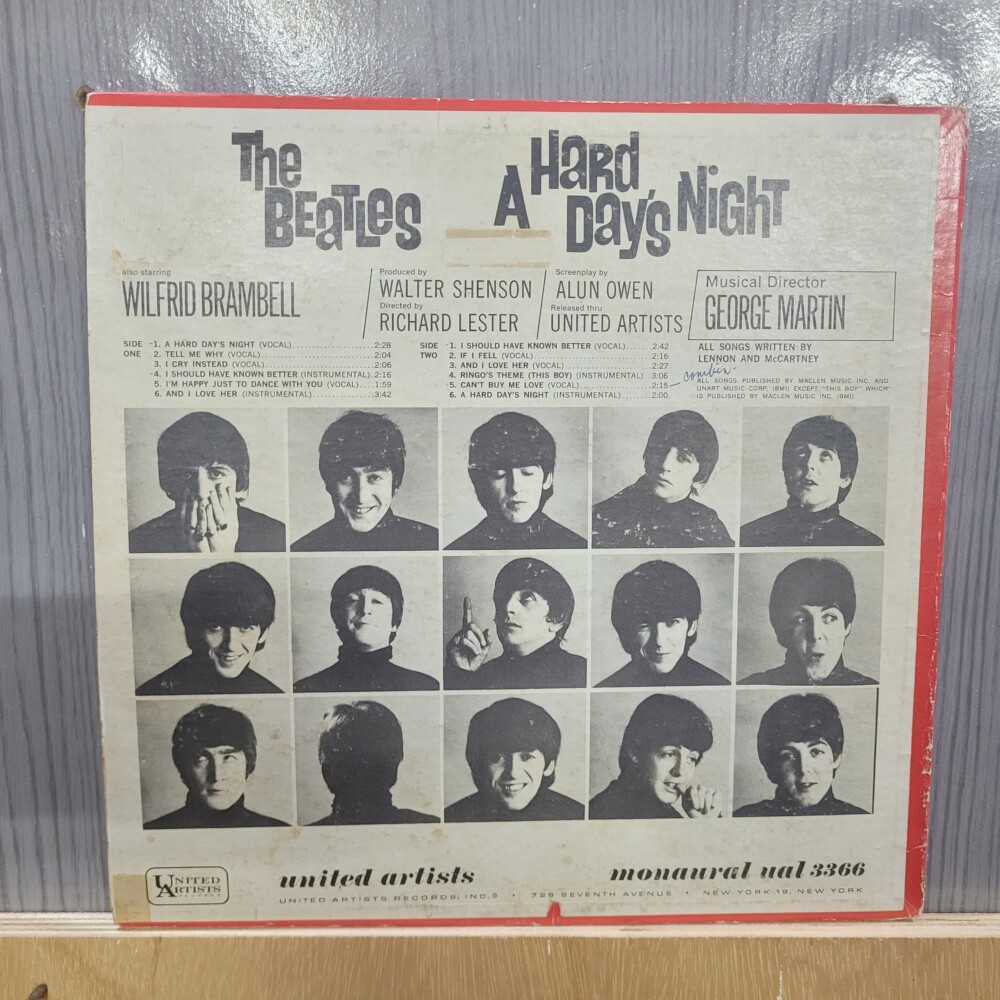 The BEATLES
A HARD DAY'S NIGHT
also starring
WILFRID BRAMBELL
Produced by
WALTER SHENSON
Directed by
RICHARD LESTER
Screenplay by
ALUN OWEN
Released thru
UNITED ARTISTS
Musical Director
GEORGE MARTIN
SIDE ONE
1. A HARD DAY'S NIGHT (VOCAL)..........2:28
2. TELL ME WHY (VOCAL)..........2:04
3. I CRY INSTEAD (VOCAL)..........2:06
4. I SHOULD HAVE KNOWN BETTER (INSTRUMENTAL)..2:16
5. I'M HAPPY JUST TO DANCE WITH YOU (VOCAL)......1:59
6. AND I LOVE HER (INSTRUMENTAL)..........3:42
SIDE TWO
1. I SHOULD HAVE KNOWN BETTER (VOCAL)......2:42
2. IF I FELL (VOCAL)..........2:16
3. AND I LOVE HER (VOCAL)..........2:27
4. RINGO'S THEME (THIS BOY) (INSTRUMENTAL)...3:06
5. CAN'T BUY ME LOVE (VOCAL)..........2:15
6. A HARD DAY'S NIGHT (INSTRUMENTAL)......2:00
ALL SONGS WRITTEN BY
LENNON AND McCARTNEY
ALL SONGS PUBLISHED BY MACLEN MUSIC INC. AND
UNART MUSIC CORP. (BMI) EXCEPT "THIS BOY" WHICH
IS PUBLISHED BY MACLEN MUSIC INC. (BMI)
UNITED ARTISTS RECORDS
united artists
UNITED ARTISTS RECORDS, INC.® • 729 SEVENTH AVENUE • NEW YORK 19, NEW YORK
monaural ual 3366